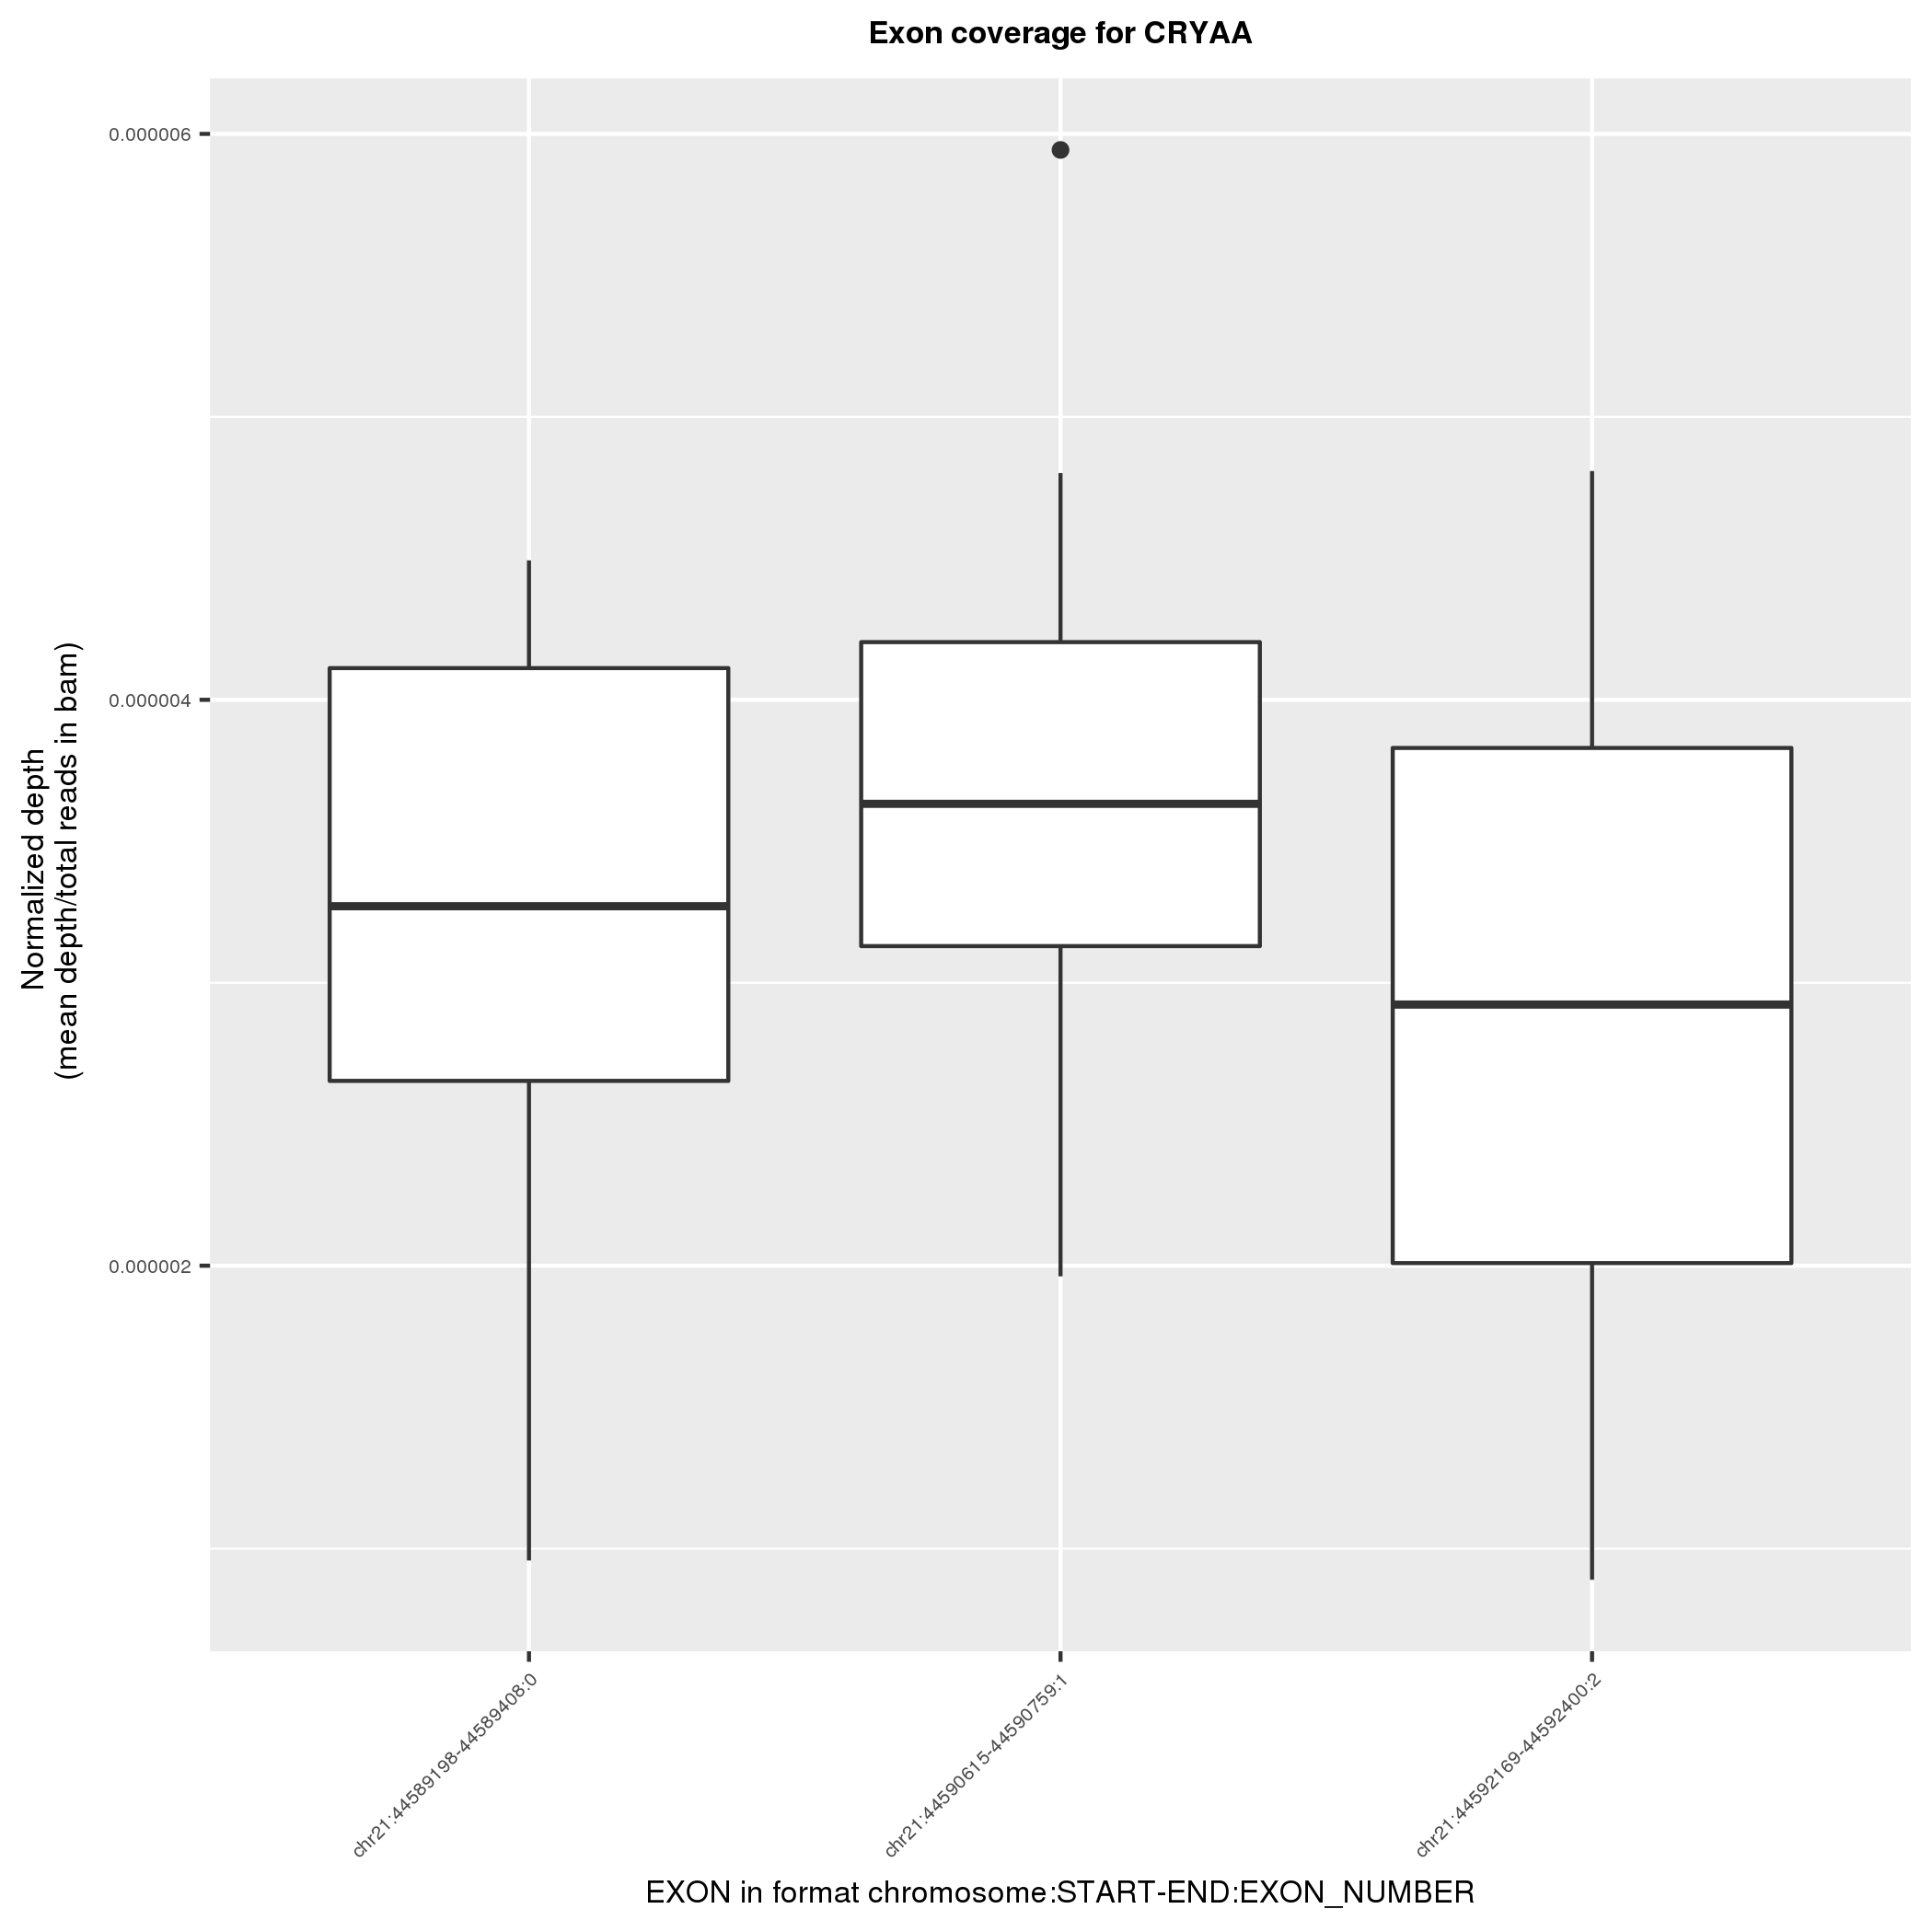 Exon coverage for CRYAA
Normalized depth
(mean depth/total reads in bam)
0.000006
0.000004
0.000002
chr21:44589198-44589408:0
chr21:44590615-44590759:1
chr21:44592169-44592400:2
EXON in format chromosome:START-END:EXON_NUMBER